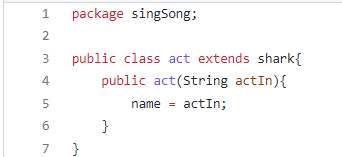 1 package singSong;
2
3 public class act extends shark{
4     public act(String actIn){
5         name = actIn;
6     }
7 }